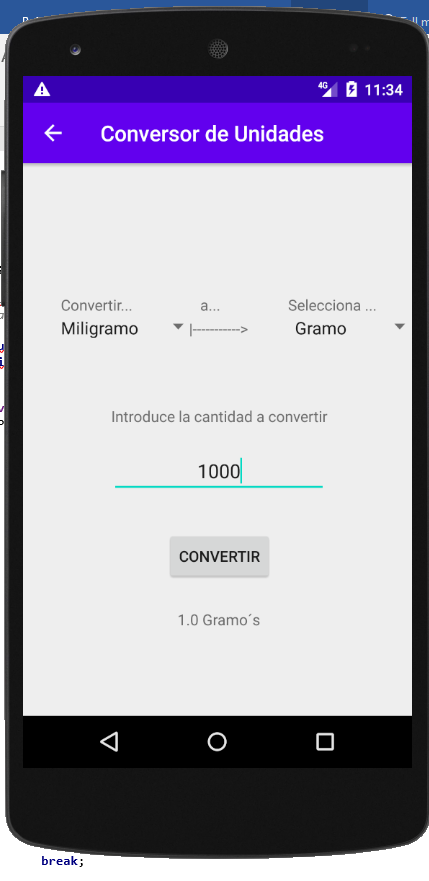 4G 11:34
Conversor de Unidades
Convertir... a... Selecciona ...
Miligramo |-----------> Gramo
Introduce la cantidad a convertir
1000
CONVERTIR
1.0 Gramo´s
break;